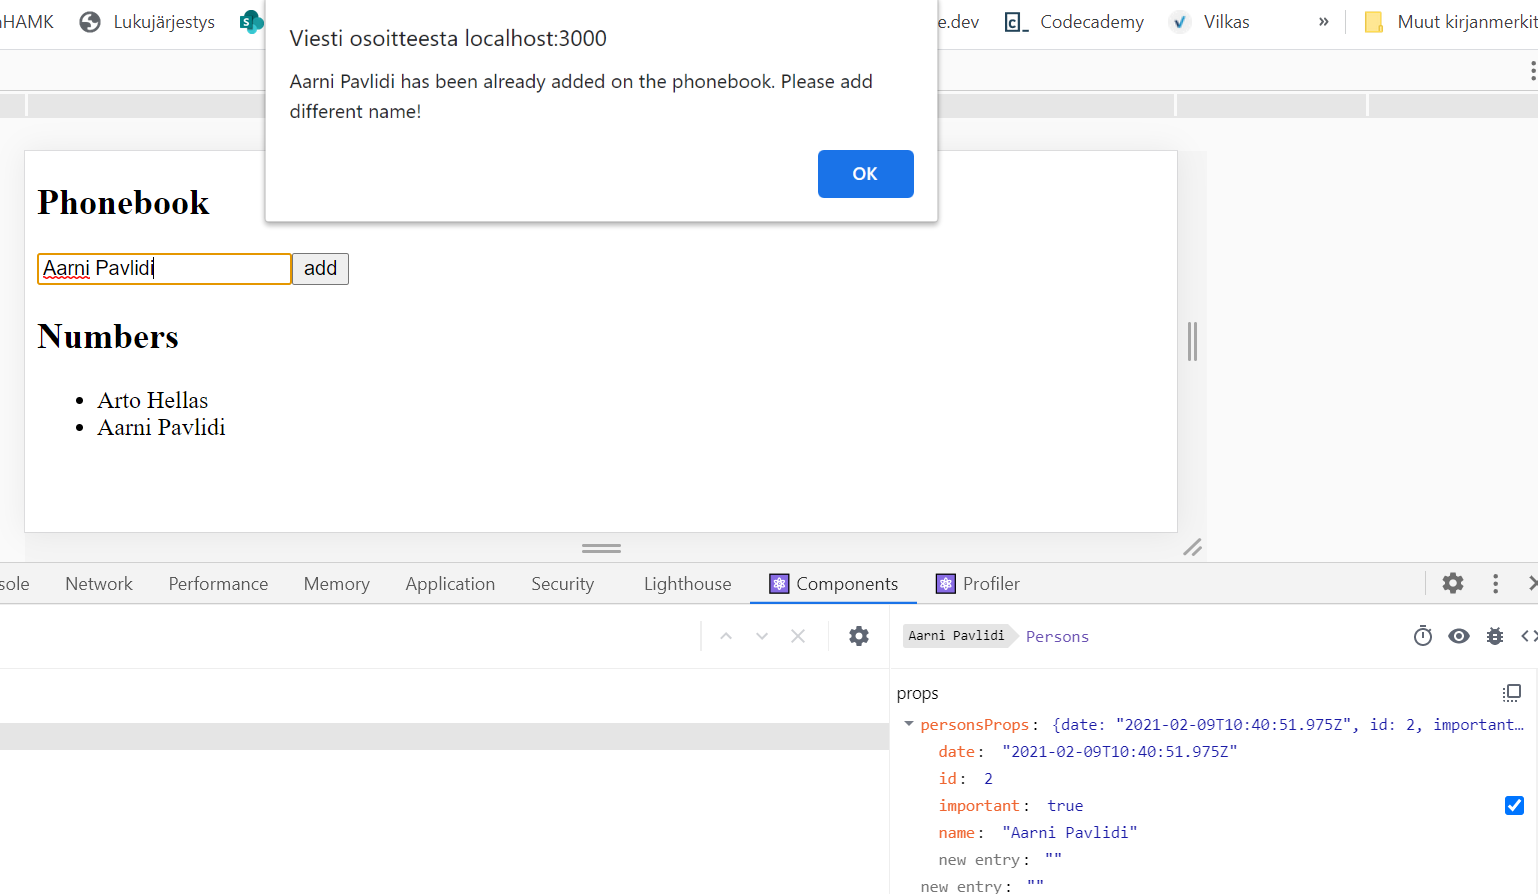 HAMK Lukujärjestys e.dev Codecademy Vilkas » Muut kirjanmerkit
Viesti osoitteesta localhost:3000
Aarni Pavlidi has been already added on the phonebook. Please add
different name!
OK
Phonebook
Aarni Pavlidi add
Numbers
• Arto Hellas
• Aarni Pavlidi
sole Network Performance Memory Application Security Lighthouse Components Profiler
Aarni Pavlidi Persons
props
personsProps: {date: "2021-02-09T10:40:51.975Z", id: 2, important…
date: "2021-02-09T10:40:51.975Z"
id: 2
important: true
name: "Aarni Pavlidi"
new entry: ""
new entry: ""